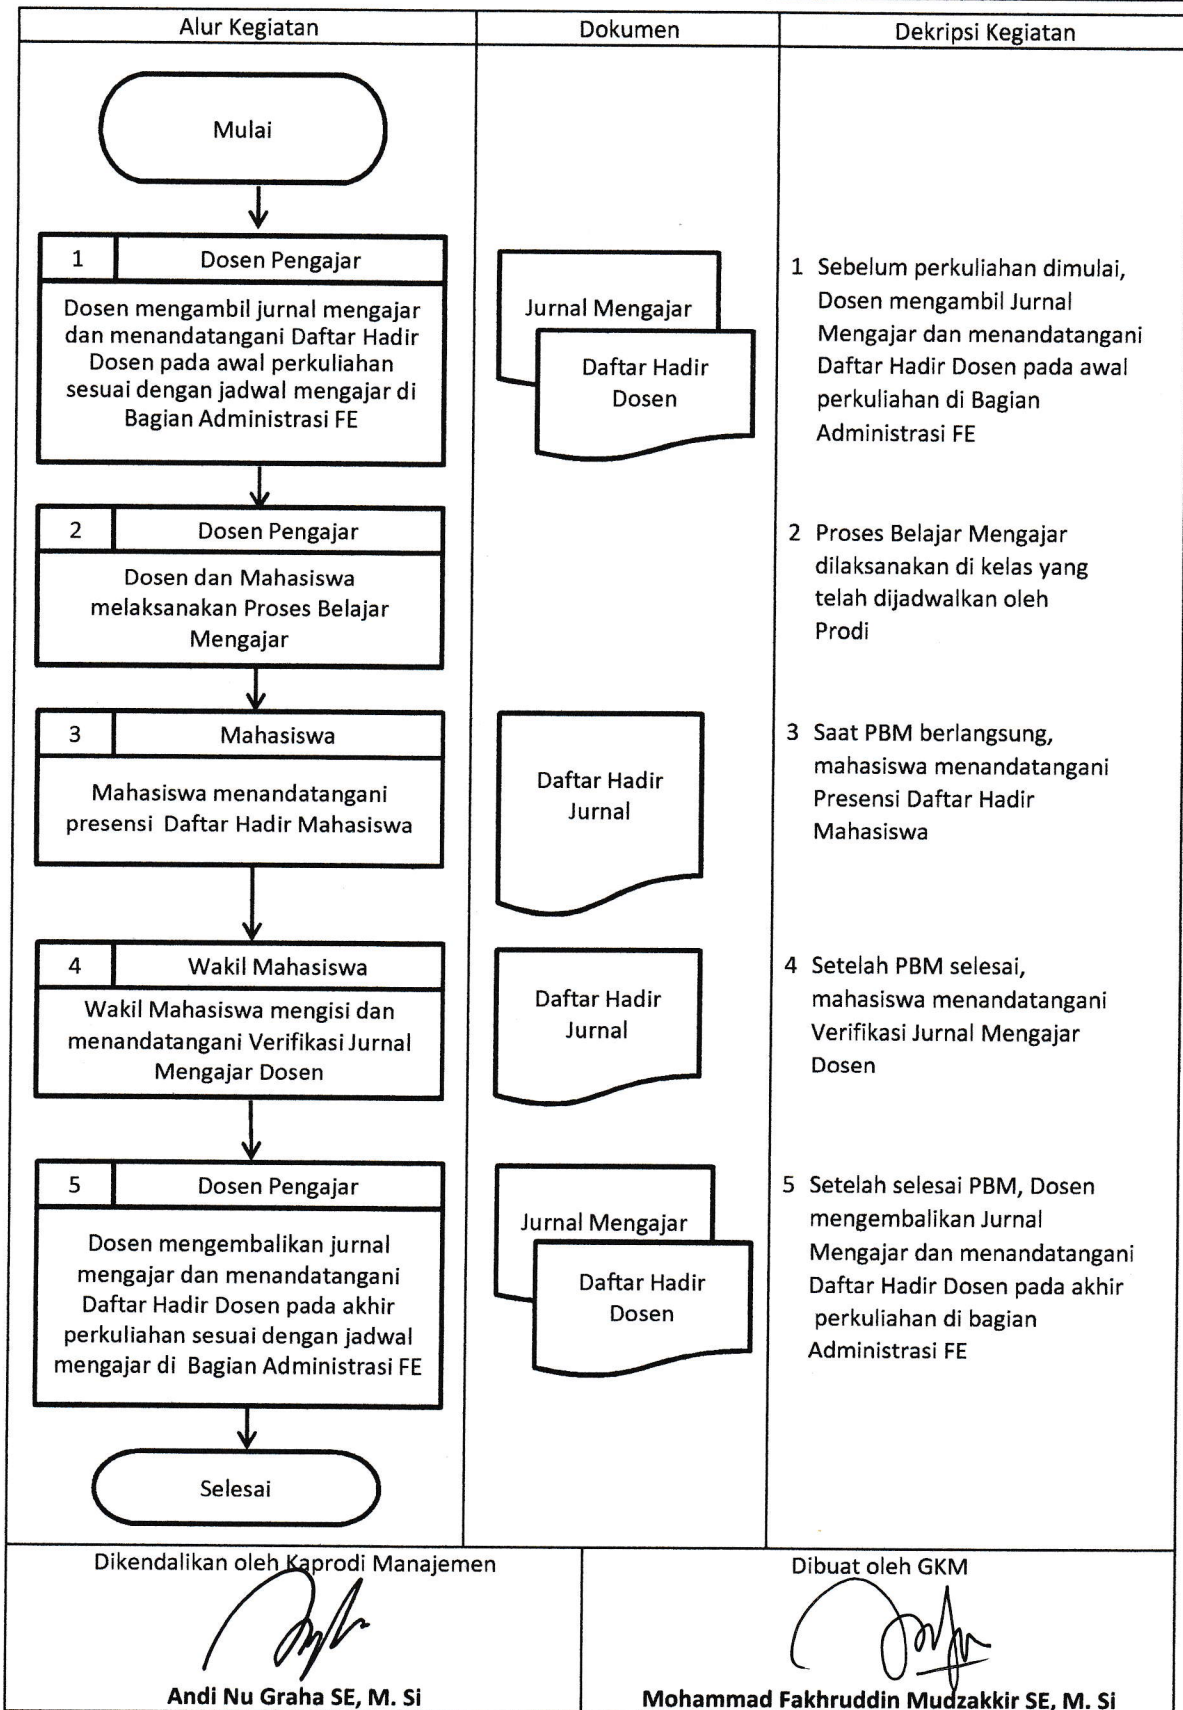 Alur Kegiatan
Dokumen
Dekripsi Kegiatan
Mulai
1
Dosen Pengajar
Dosen mengambil jurnal mengajar
dan menandatangani Daftar Hadir
Dosen pada awal perkuliahan
sesuai dengan jadwal mengajar di
Bagian Administrasi FE
Jurnal Mengajar
Daftar Hadir
Dosen
1 Sebelum perkuliahan dimulai,
Dosen mengambil Jurnal
Mengajar dan menandatangani
Daftar Hadir Dosen pada awal
perkuliahan di Bagian
Administrasi FE
2
Dosen Pengajar
Dosen dan Mahasiswa
melaksanakan Proses Belajar
Mengajar
2 Proses Belajar Mengajar
dilaksanakan di kelas yang
telah dijadwalkan oleh
Prodi
3
Mahasiswa
Mahasiswa menandatangani
presensi Daftar Hadir Mahasiswa
Daftar Hadir
Jurnal
3 Saat PBM berlangsung,
mahasiswa menandatangani
Presensi Daftar Hadir
Mahasiswa
4
Wakil Mahasiswa
Wakil Mahasiswa mengisi dan
menandatangani Verifikasi Jurnal
Mengajar Dosen
Daftar Hadir
Jurnal
4 Setelah PBM selesai,
mahasiswa menandatangani
Verifikasi Jurnal Mengajar
Dosen
5
Dosen Pengajar
Dosen mengembalikan jurnal
mengajar dan menandatangani
Daftar Hadir Dosen pada akhir
perkuliahan sesuai dengan jadwal
mengajar di Bagian Administrasi FE
Jurnal Mengajar
Daftar Hadir
Dosen
5 Setelah selesai PBM, Dosen
mengembalikan Jurnal
Mengajar dan menandatangani
Daftar Hadir Dosen pada akhir
perkuliahan di bagian
Administrasi FE
Selesai
Dikendalikan oleh Kaprodi Manajemen
Andi Nu Graha SE, M. Si
Dibuat oleh GKM
Mohammad Fakhruddin Mudzakkir SE, M. Si